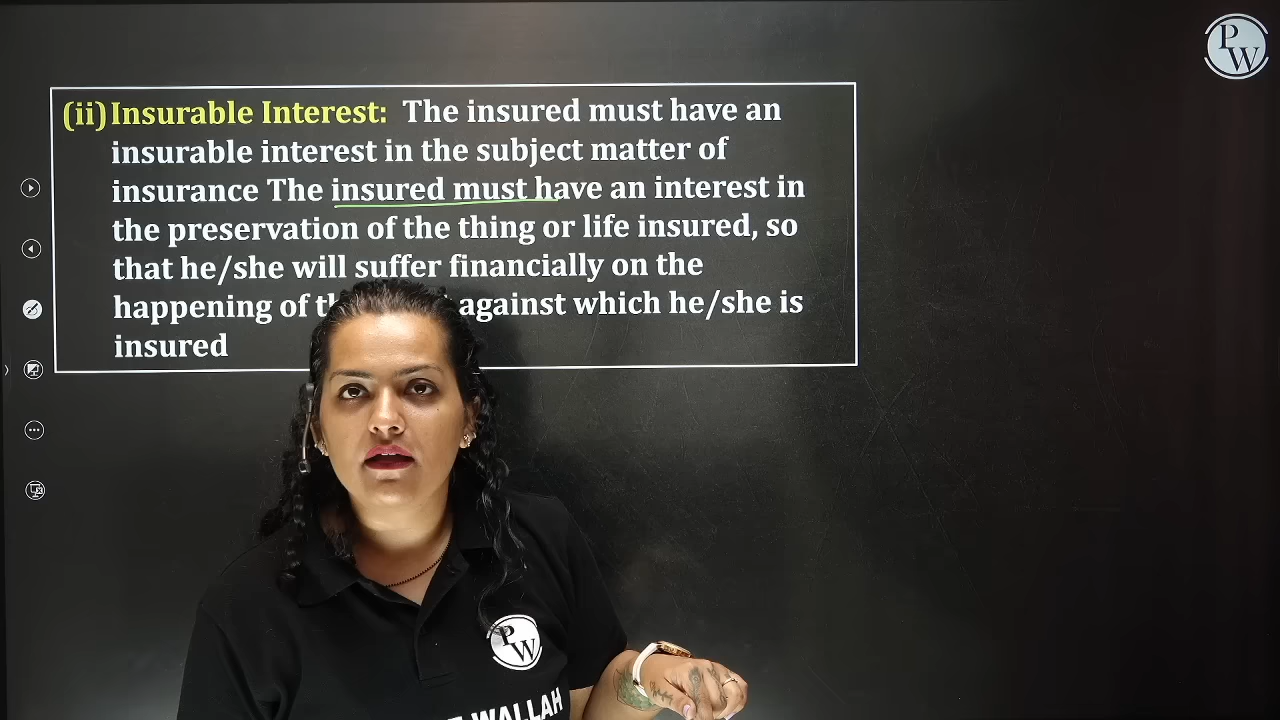 PW
(ii) Insurable Interest: The insured must have an
insurable interest in the subject matter of
insurance The insured must have an interest in
the preservation of the thing or life insured, so
that he/she will suffer financially on the
happening of against which he/she is
insured
PW
WALLAH